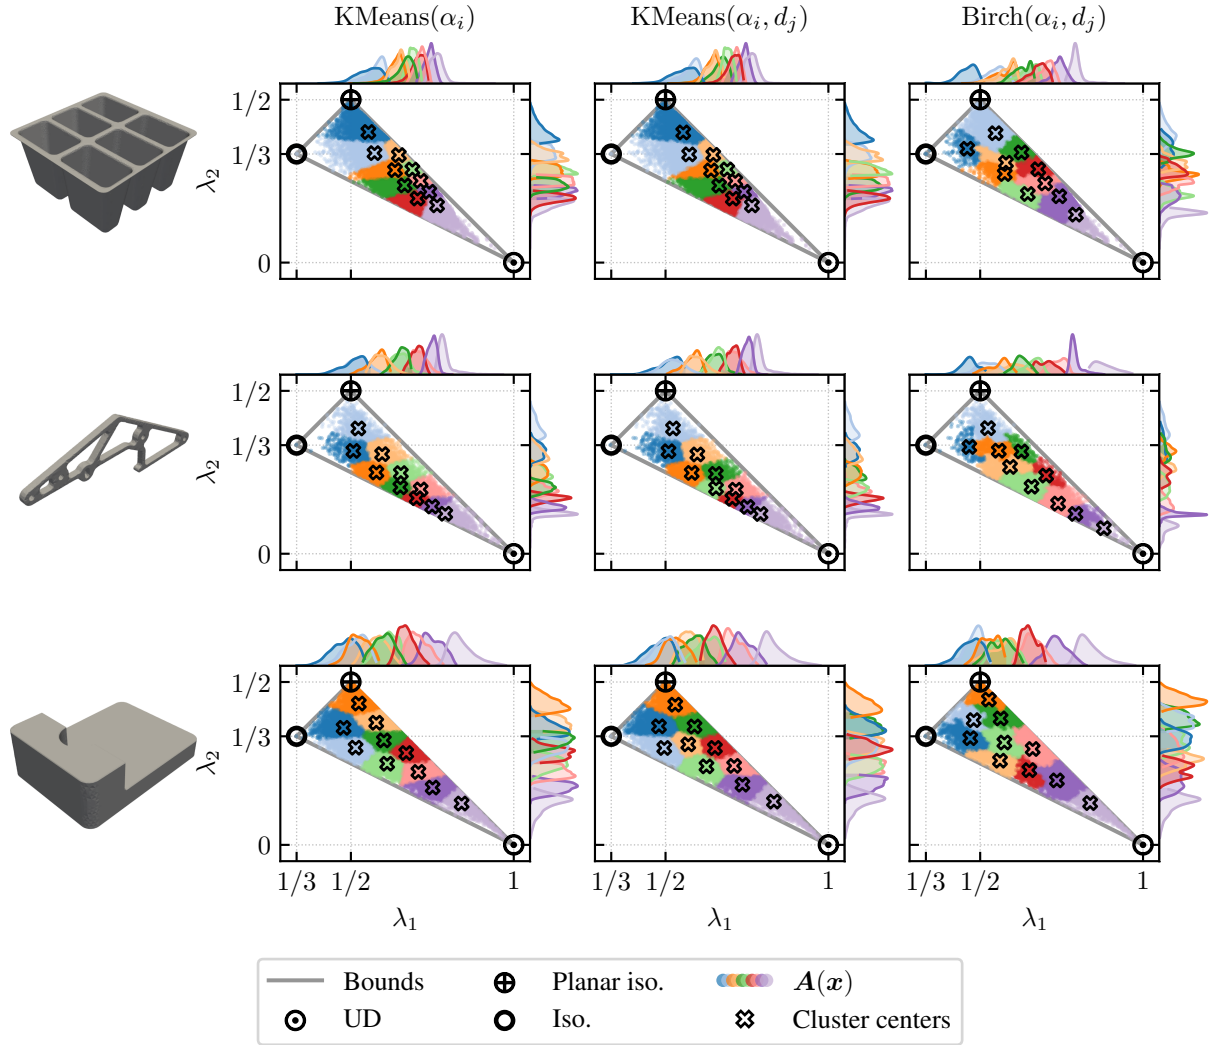 KMeans(αᵢ) KMeans(αᵢ, dⱼ) Birch(αᵢ, dⱼ)
1/2
1/3
λ₂
0
1/2
1/3
λ₂
0
1/2
1/3
λ₂
0
1/3 1/2 1 1/3 1/2 1 1/3 1/2 1
λ₁ λ₁ λ₁
Bounds Planar iso. A(x)
UD Iso. Cluster centers